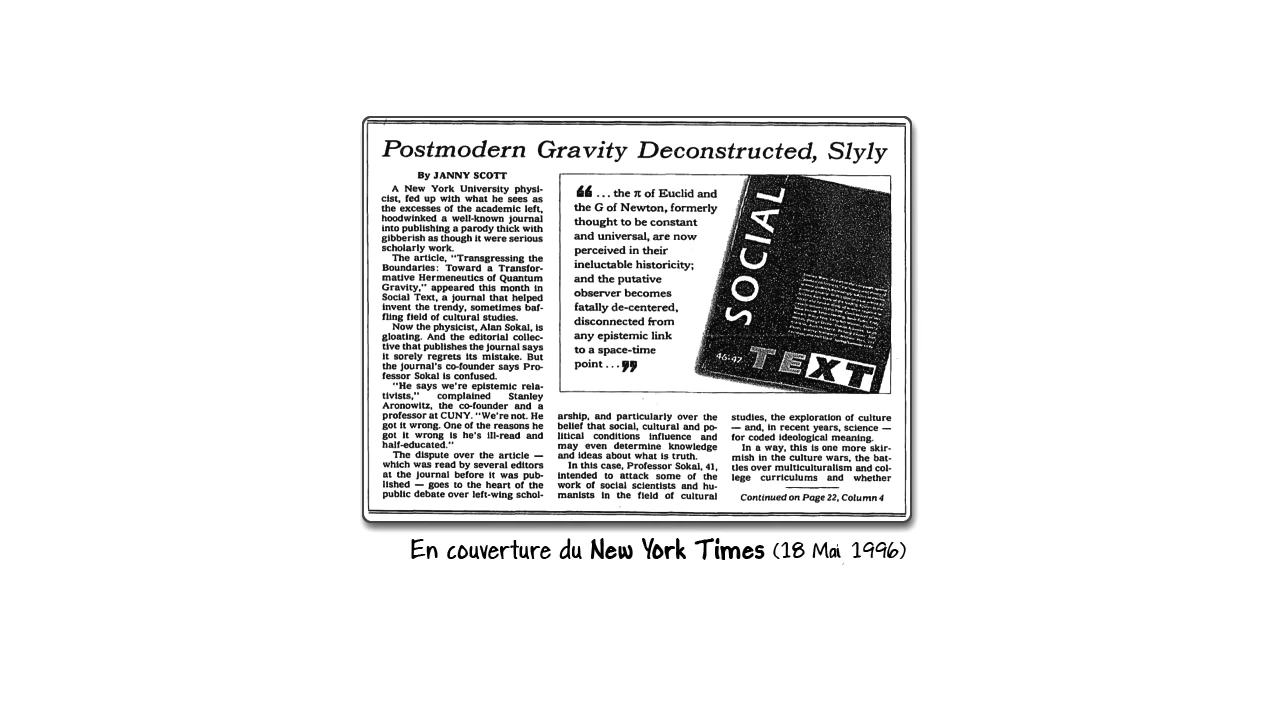 Postmodern Gravity Deconstructed, Slyly
By JANNY SCOTT
A New York University physi-
cist, fed up with what he sees as
the excesses of the academic left,
hoodwinked a well-known journal
into publishing a parody thick with
gibberish as though it were serious
scholarly work.
The article, "Transgressing the
Boundaries: Toward a Transfor-
mative Hermeneutics of Quantum
Gravity," appeared this month in
Social Text, a journal that helped
invent the trendy, sometimes baf-
fling field of cultural studies.
Now the physicist, Alan Sokal, is
gloating. And the editorial collec-
tive that publishes the journal says
it sorely regrets its mistake. But
the journal's co-founder says Pro-
fessor Sokal is confused.
"He says we're epistemic rela-
tivists," complained Stanley
Aronowitz, the co-founder and a
professor at CUNY. "We're not. He
got it wrong. One of the reasons he
got it wrong is he's ill-read and
half-educated."
The dispute over the article —
which was read by several editors
at the journal before it was pub-
lished — goes to the heart of the
public debate over left-wing schol-
“ ... the π of Euclid and
the G of Newton, formerly
thought to be constant
and universal, are now
perceived in their
ineluctable historicity;
and the putative
observer becomes
fatally de-centered,
disconnected from
any epistemic link
to a space-time
point ... ”
SOCIAL
46-47
TEXT
arship, and particularly over the
belief that social, cultural and po-
litical conditions influence and
may even determine knowledge
and ideas about what is truth.
In this case, Professor Sokal, 41,
intended to attack some of the
work of social scientists and hu-
manists in the field of cultural
studies, the exploration of culture
— and, in recent years, science —
for coded ideological meaning.
In a way, this is one more skir-
mish in the culture wars, the bat-
tles over multiculturalism and col-
lege curriculums and whether
Continued on Page 22, Column 4
En couverture du New York Times (18 Mai 1996)